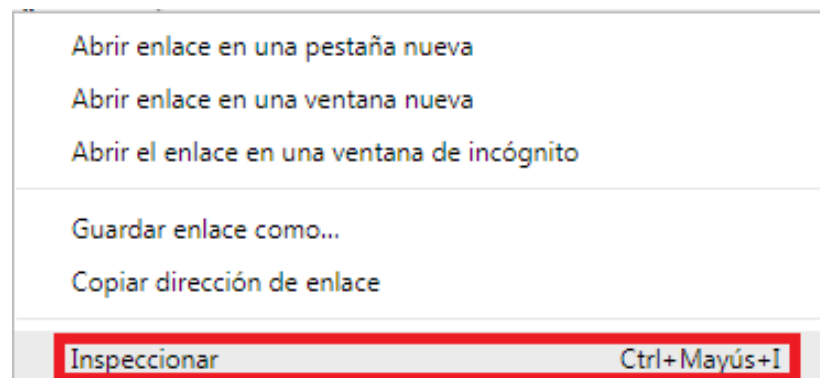 Abrir enlace en una pestaña nueva
Abrir enlace en una ventana nueva
Abrir el enlace en una ventana de incógnito
Guardar enlace como...
Copiar dirección de enlace
Inspeccionar Ctrl+Mayús+I